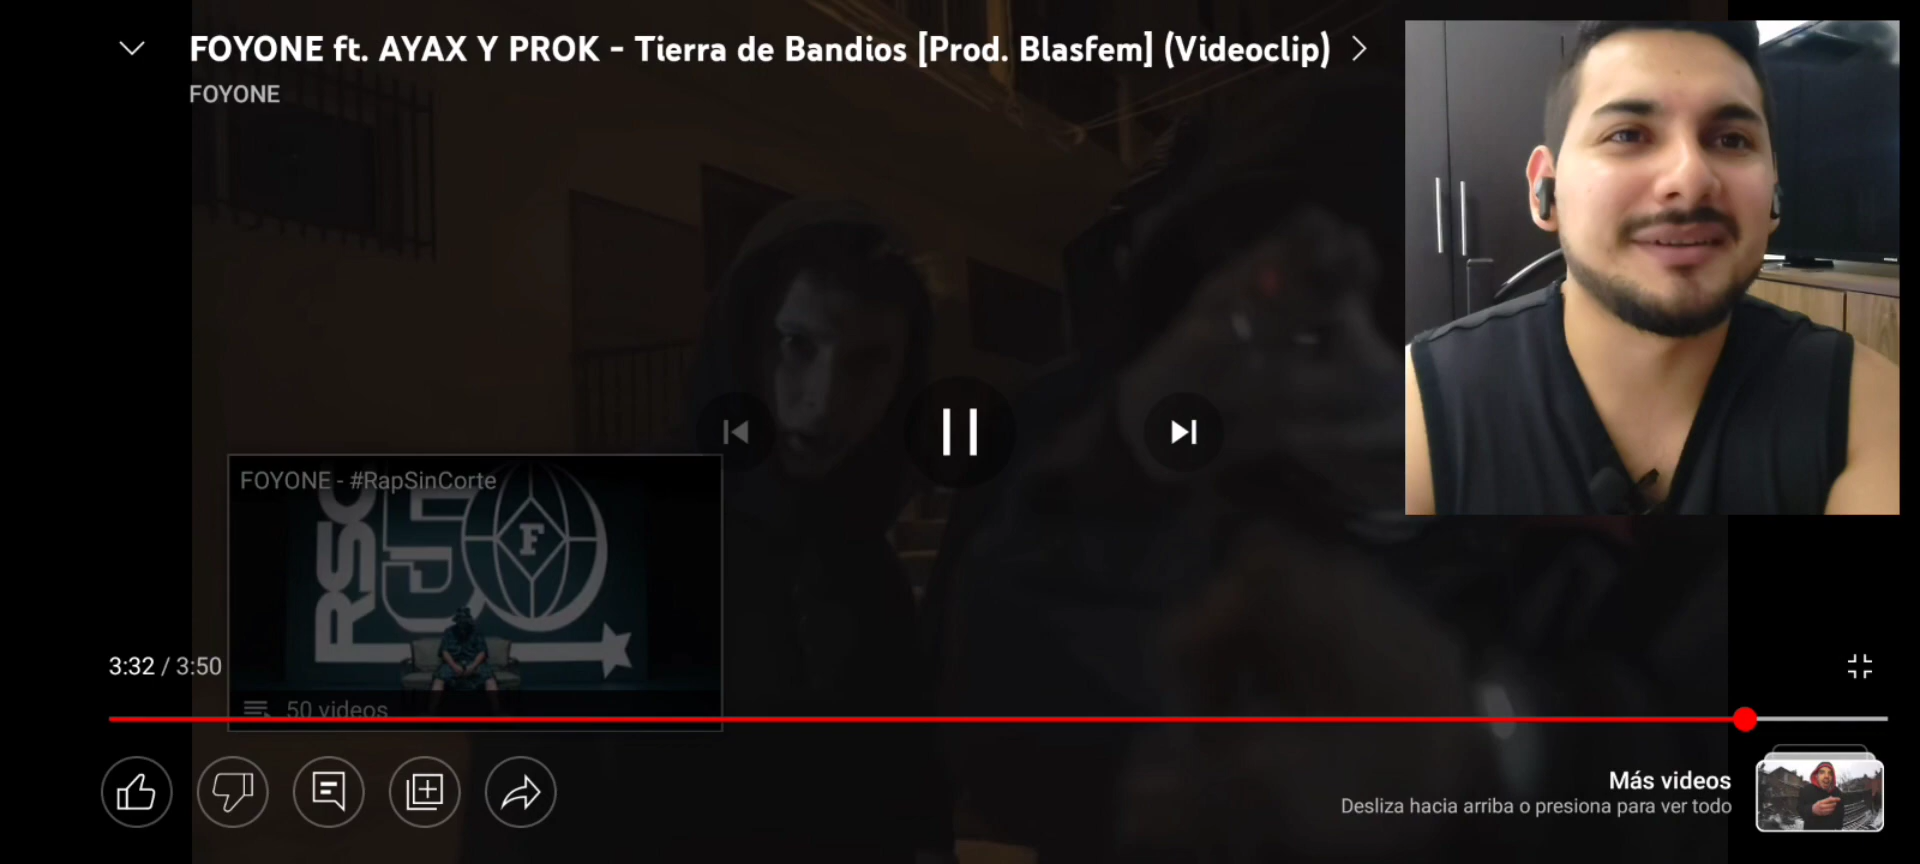 FOYONE ft. AYAX Y PROK - Tierra de Bandios [Prod. Blasfem] (Videoclip)
FOYONE
FOYONE - #RapSinCorte
RSC
50
F
50 videos
3:32 / 3:50
Más videos
Desliza hacia arriba o presiona para ver todo